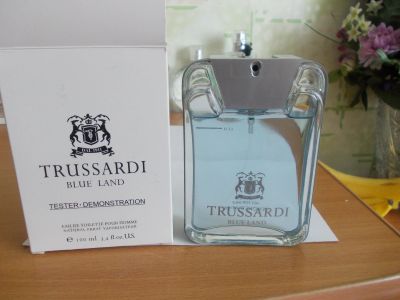 TRUSSARDI
BLUE LAND
TESTER-DEMONSTRATION
EAU DE TOILETTE POUR HOMME
NATURAL SPRAY VAPORISATEUR
e 100 ml. 3.4 fl.oz U.S.
TRUSSARDI
BLUE LAND